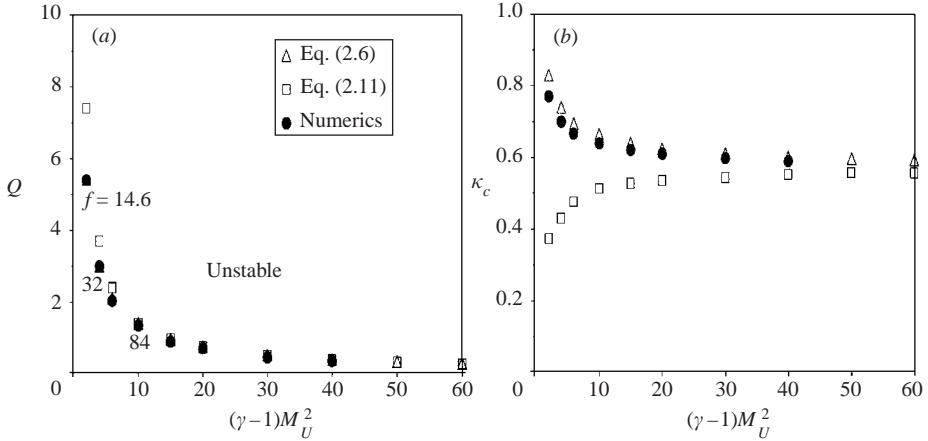 10
8
6
4
2
0
Q
(a)
Eq. (2.6)
Eq. (2.11)
Numerics
f = 14.6
32
84
Unstable
10 20 30 40 50 60
(γ–1)M_U^2
1.0
0.8
0.6
0.4
0.2
0
κ_c
(b)
10 20 30 40 50 60
(γ–1)M_U^2